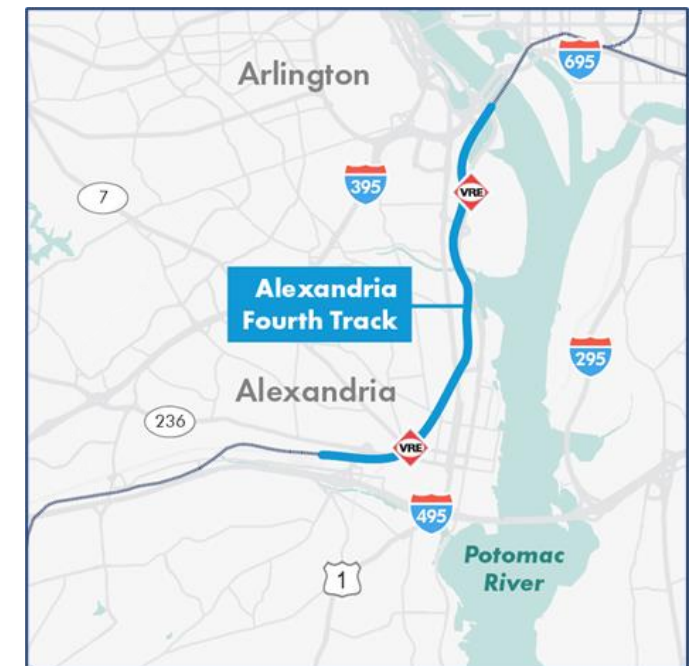 Arlington
695
VRE
395
7
Alexandria
Fourth Track
295
Alexandria
236
VRE
495
1
Potomac
River